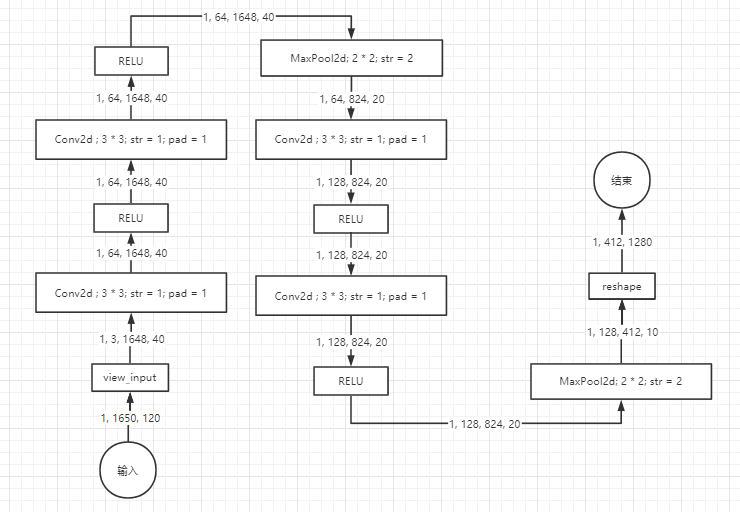 输入
1, 1650, 120
view_input
1, 3, 1648, 40
Conv2d ; 3 * 3; str = 1; pad = 1
1, 64, 1648, 40
RELU
1, 64, 1648, 40
Conv2d ; 3 * 3; str = 1; pad = 1
1, 64, 1648, 40
RELU
1, 64, 1648, 40
MaxPool2d; 2 * 2; str = 2
1, 64, 824, 20
Conv2d ; 3 * 3; str = 1; pad = 1
1, 128, 824, 20
RELU
1, 128, 824, 20
Conv2d ; 3 * 3; str = 1; pad = 1
1, 128, 824, 20
RELU
1, 128, 824, 20
MaxPool2d; 2 * 2; str = 2
1, 128, 412, 10
reshape
1, 412, 1280
结束